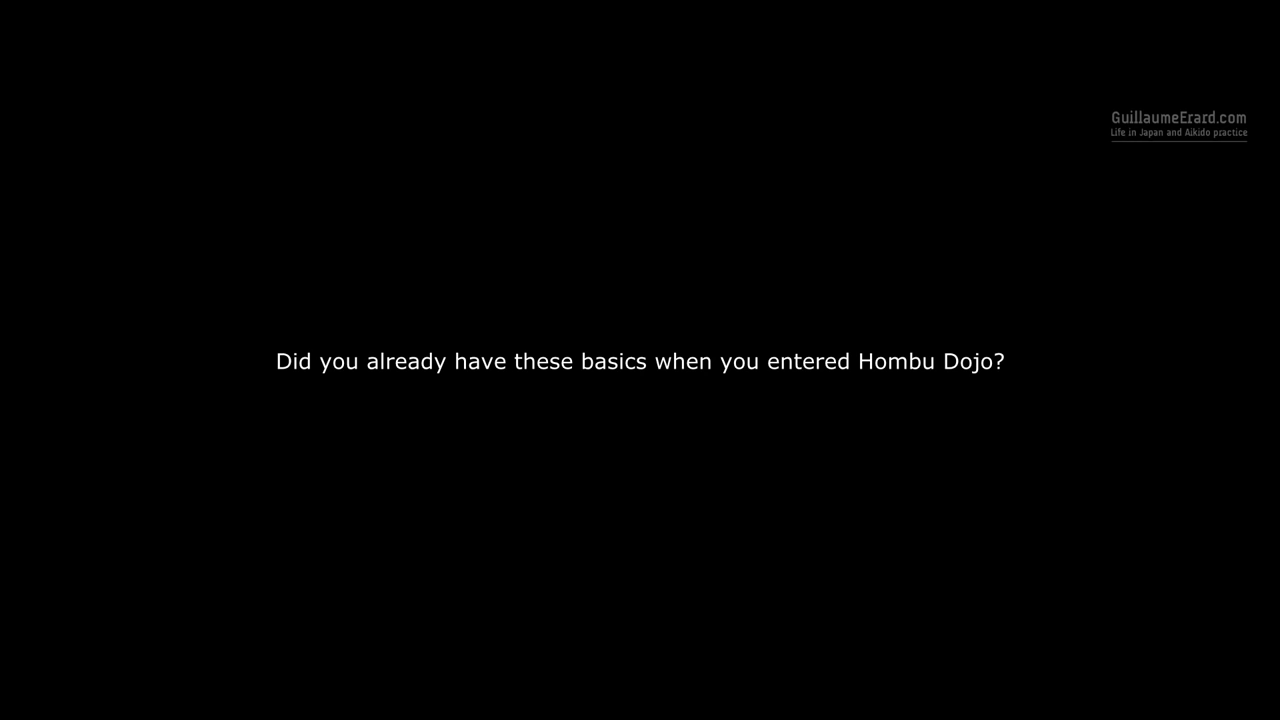 GuillaumeErard.com
Life in Japan and Aikido practice
Did you already have these basics when you entered Hombu Dojo?